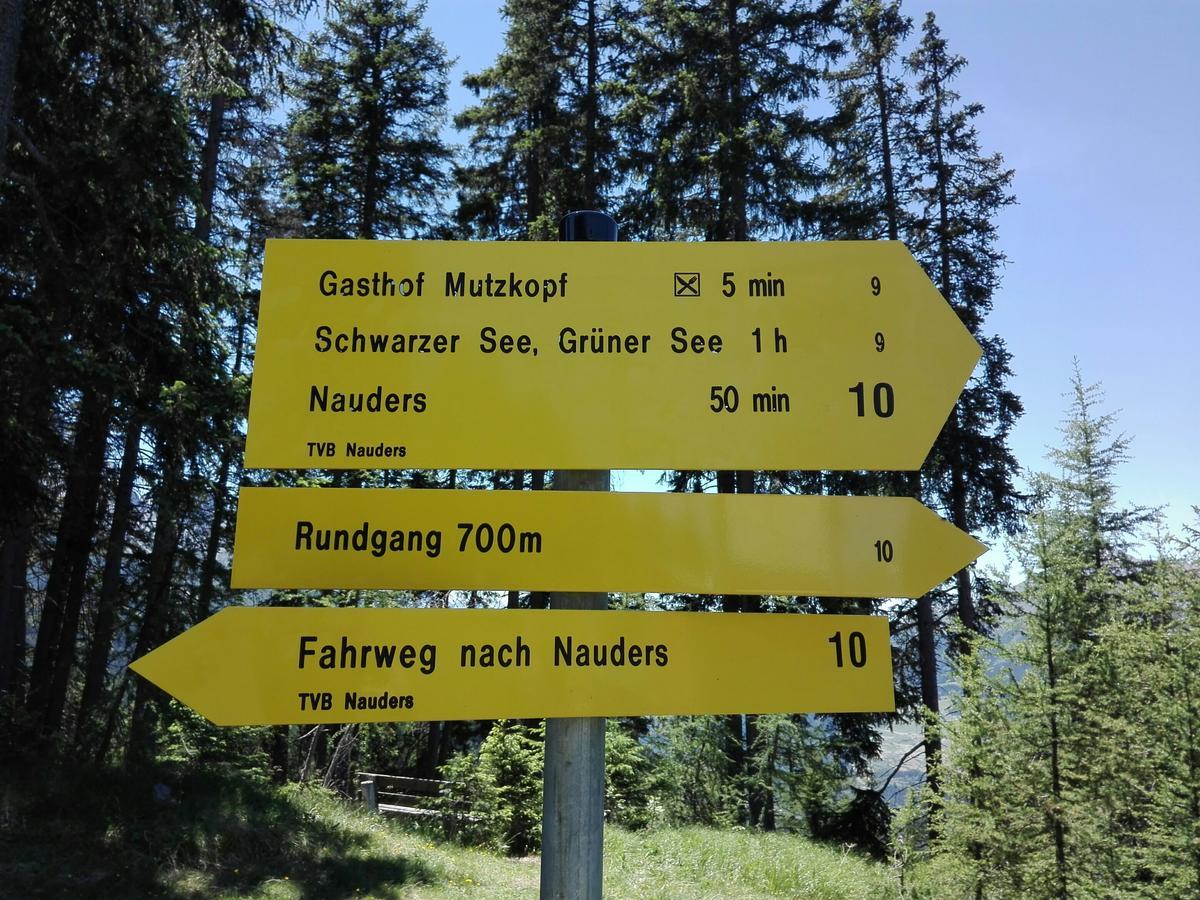 Gasthof Mutzkopf 5 min 9
Schwarzer See, Grüner See 1 h 9
Nauders 50 min 10
TVB Nauders
Rundgang 700m 10
Fahrweg nach Nauders 10
TVB Nauders